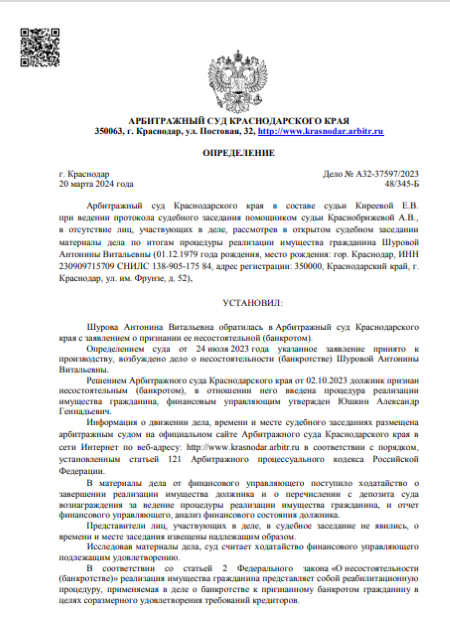 АРБИТРАЖНЫЙ СУД КРАСНОДАРСКОГО КРАЯ
350063, г. Краснодар, ул. Постовая, 32, http://www.krasnodar.arbitr.ru
ОПРЕДЕЛЕНИЕ
г. Краснодар Дело № А32-37597/2023
20 марта 2024 года 48/345-Б
Арбитражный суд Краснодарского края в составе судьи Киреевой Е.В.
при ведении протокола судебного заседания помощником судьи Краснобрижевой А.В.,
в отсутствие лиц, участвующих в деле, рассмотрев в открытом судебном заседании
материалы дела по итогам процедуры реализации имущества гражданина Шуровой
Антонины Витальевны (01.12.1979 года рождения, место рождения: гор. Краснодар, ИНН
230909715709 СНИЛС 138-905-175 84, адрес регистрации: 350000, Краснодарский край, г.
Краснодар, ул. им. Фрунзе, д. 52),
УСТАНОВИЛ:
Шурова Антонина Витальевна обратилась в Арбитражный суд Краснодарского
края с заявлением о признании ее несостоятельной (банкротом).
Определением суда от 24 июля 2023 года указанное заявление принято к
производству, возбуждено дело о несостоятельности (банкротстве) Шуровой Антонины
Витальевны.
Решением Арбитражного суда Краснодарского края от 02.10.2023 должник признан
несостоятельным (банкротом), в отношении него введена процедура реализации
имущества гражданина, финансовым управляющим утвержден Юшкин Александр
Геннадьевич.
Информация о движении дела, времени и месте судебного заседаниях размещена
арбитражным судом на официальном сайте Арбитражного суда Краснодарского края в
сети Интернет по веб-адресу: http://www.krasnodar.arbitr.ru в соответствии с порядком,
установленным статьей 121 Арбитражного процессуального кодекса Российской
Федерации.
В материалы дела от финансового управляющего поступило ходатайство о
завершении реализации имущества должника и о перечислении с депозита суда
вознаграждения за ведение процедуры реализации имущества гражданина, и отчет
финансового управляющего, анализ финансового состояния должника.
Представители лиц, участвующих в деле, в судебное заседание не явились, о
времени и месте заседания извещены надлежащим образом.
Исследовав материалы дела, суд считает ходатайство финансового управляющего
подлежащим удовлетворению.
В соответствии со статьей 2 Федерального закона «О несостоятельности
(банкротстве)» реализация имущества гражданина представляет собой реабилитационную
процедуру, применяемая в деле о банкротстве к признанному банкротом гражданину в
целях соразмерного удовлетворения требований кредиторов.